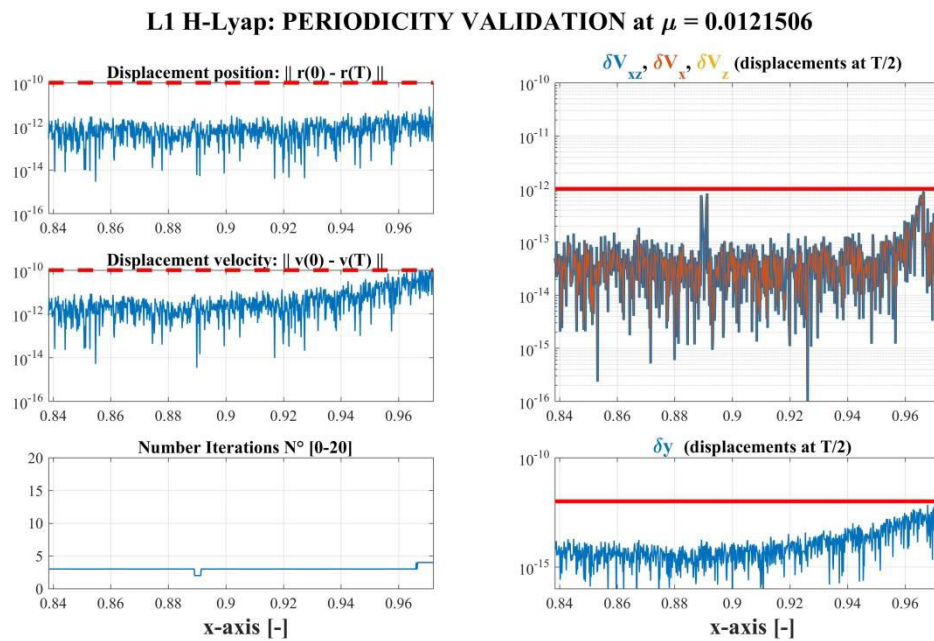 L1 H-Lyap: PERIODICITY VALIDATION at μ = 0.0121506
Displacement position: || r(0) - r(T) ||
10^-10
10^-12
10^-14
10^-16
0.84 0.86 0.88 0.9 0.92 0.94 0.96
Displacement velocity: || v(0) - v(T) ||
10^-10
10^-12
10^-14
10^-16
0.84 0.86 0.88 0.9 0.92 0.94 0.96
Number Iterations N° [0-20]
20
15
10
5
0
0.84 0.86 0.88 0.9 0.92 0.94 0.96
x-axis [-]
δV_xz, δV_x, δV_z (displacements at T/2)
10^-10
10^-11
10^-12
10^-13
10^-14
10^-15
10^-16
0.84 0.86 0.88 0.9 0.92 0.94 0.96
δy (displacements at T/2)
10^-10
10^-15
0.84 0.86 0.88 0.9 0.92 0.94 0.96
x-axis [-]